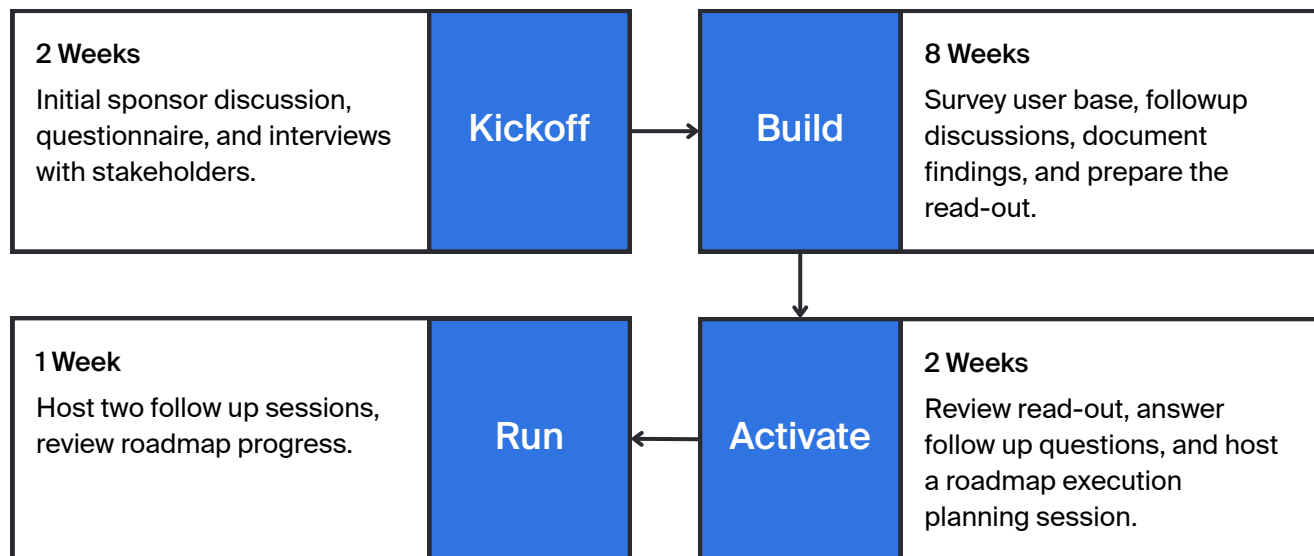 2 Weeks
Initial sponsor discussion,
questionnaire, and interviews
with stakeholders.
Kickoff
Build
8 Weeks
Survey user base, followup
discussions, document
findings, and prepare the
read-out.
1 Week
Host two follow up sessions,
review roadmap progress.
Run
Activate
2 Weeks
Review read-out, answer
follow up questions, and host
a roadmap execution
planning session.